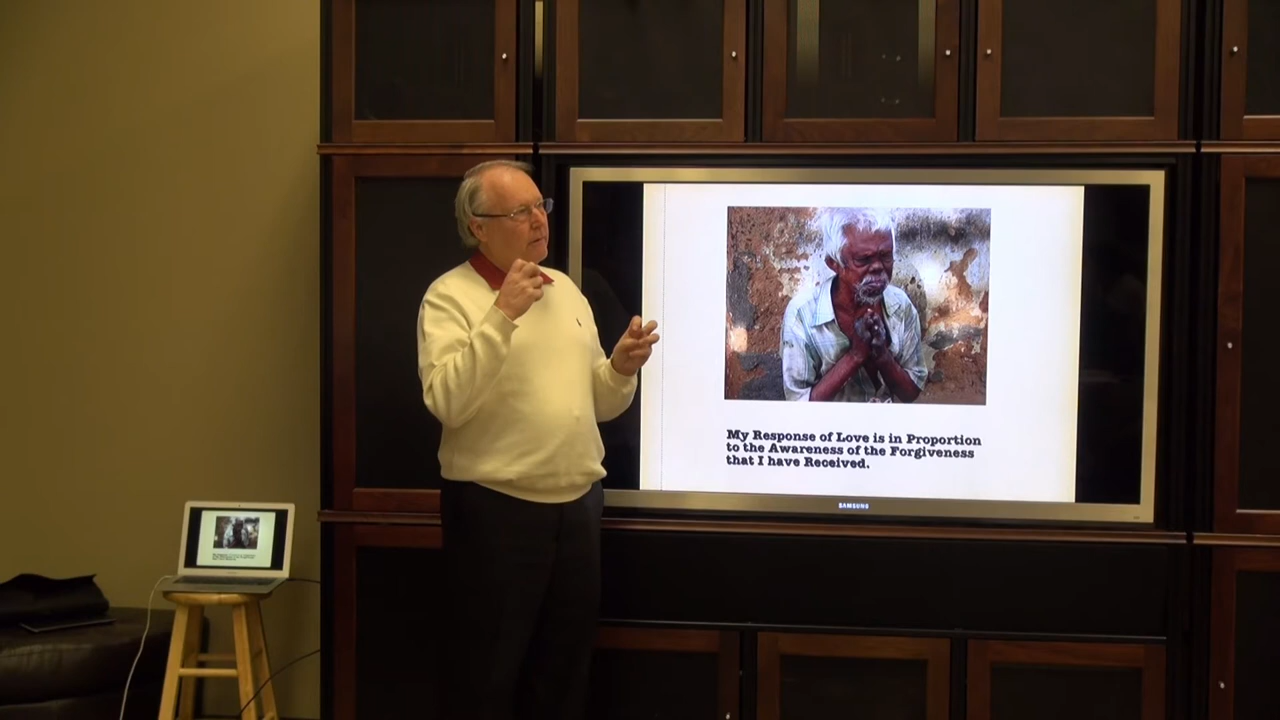 My Response of Love is in Proportion
to the Awareness of the Forgiveness
that I have Received.
SAMSUNG